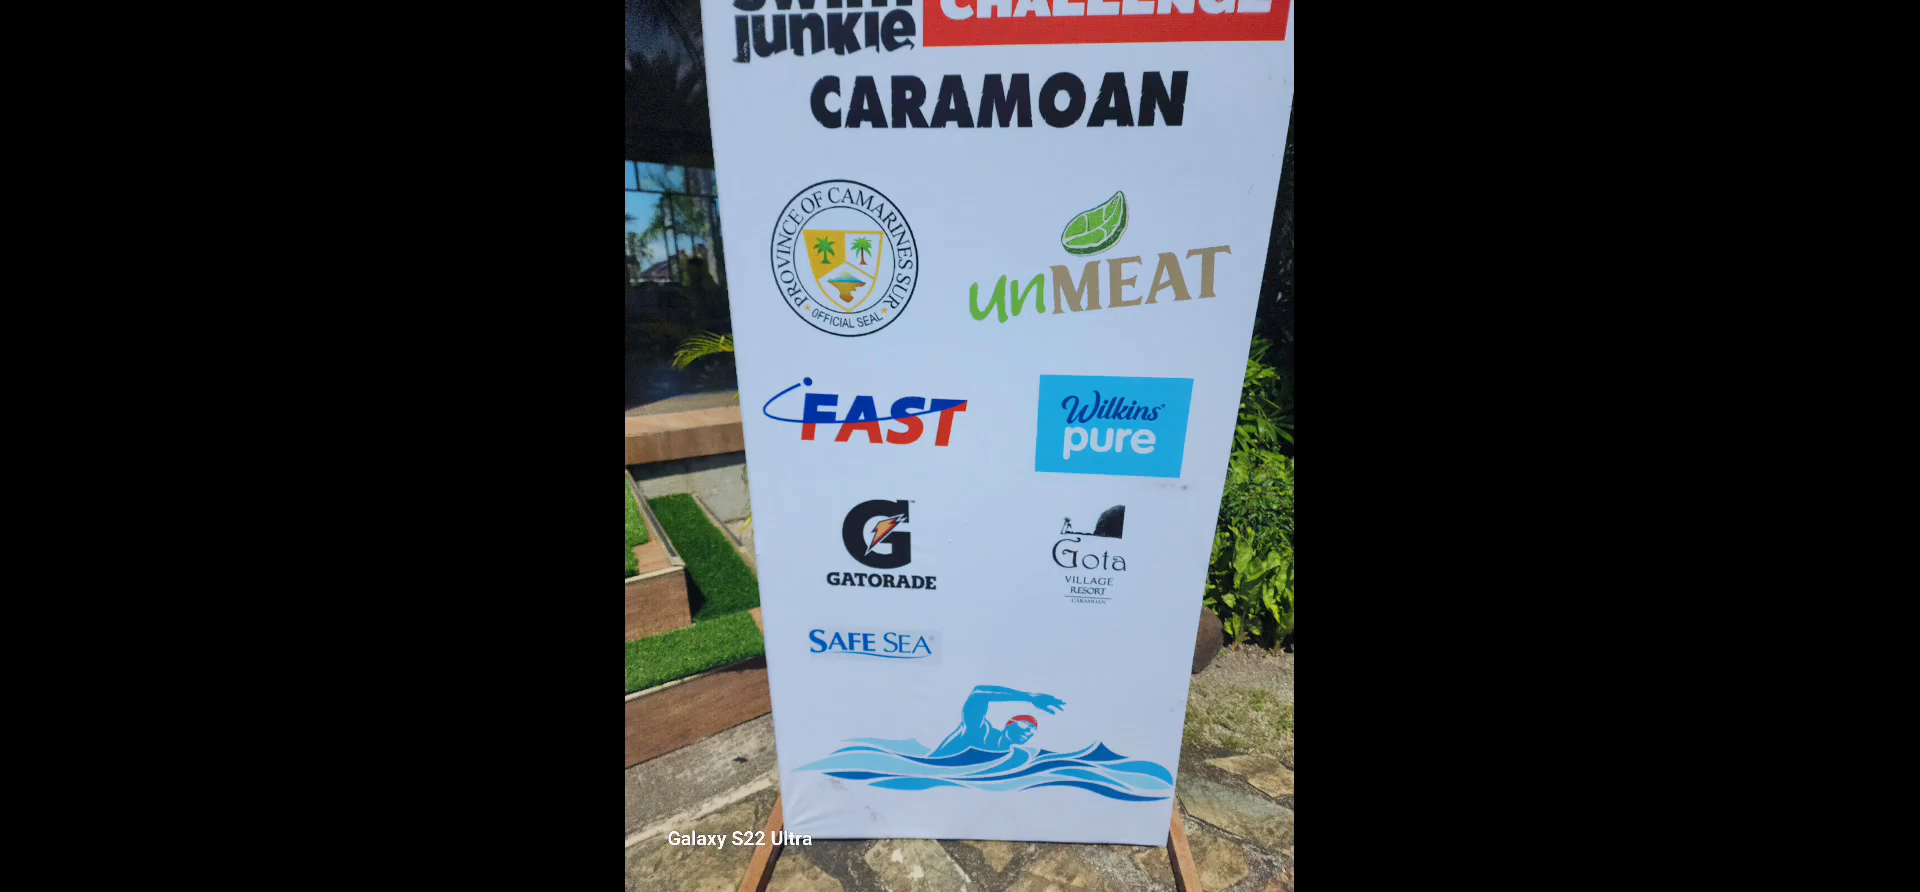 swim
junkie
CHALLENGE
CARAMOAN
PROVINCE OF CAMARINES SUR
OFFICIAL SEAL
unMEAT
FAST
Wilkins
pure
G
GATORADE
Gota
VILLAGE
RESORT
CARAMOAN
SAFE SEA
Galaxy S22 Ultra